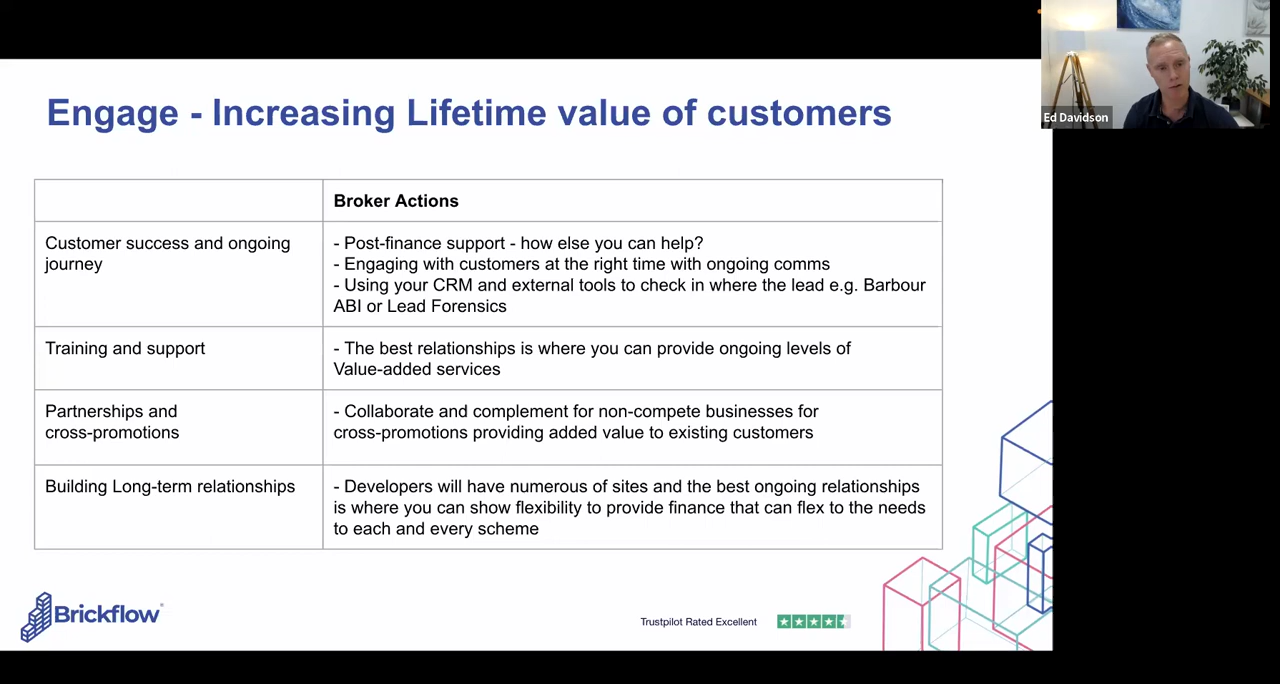 Engage - Increasing Lifetime value of customers
Ed Davidson
Broker Actions
Customer success and ongoing
journey
- Post-finance support - how else you can help?
- Engaging with customers at the right time with ongoing comms
- Using your CRM and external tools to check in where the lead e.g. Barbour
ABI or Lead Forensics
Training and support
- The best relationships is where you can provide ongoing levels of
Value-added services
Partnerships and
cross-promotions
- Collaborate and complement for non-compete businesses for
cross-promotions providing added value to existing customers
Building Long-term relationships
- Developers will have numerous of sites and the best ongoing relationships
is where you can show flexibility to provide finance that can flex to the needs
to each and every scheme
Brickflow
Trustpilot Rated Excellent